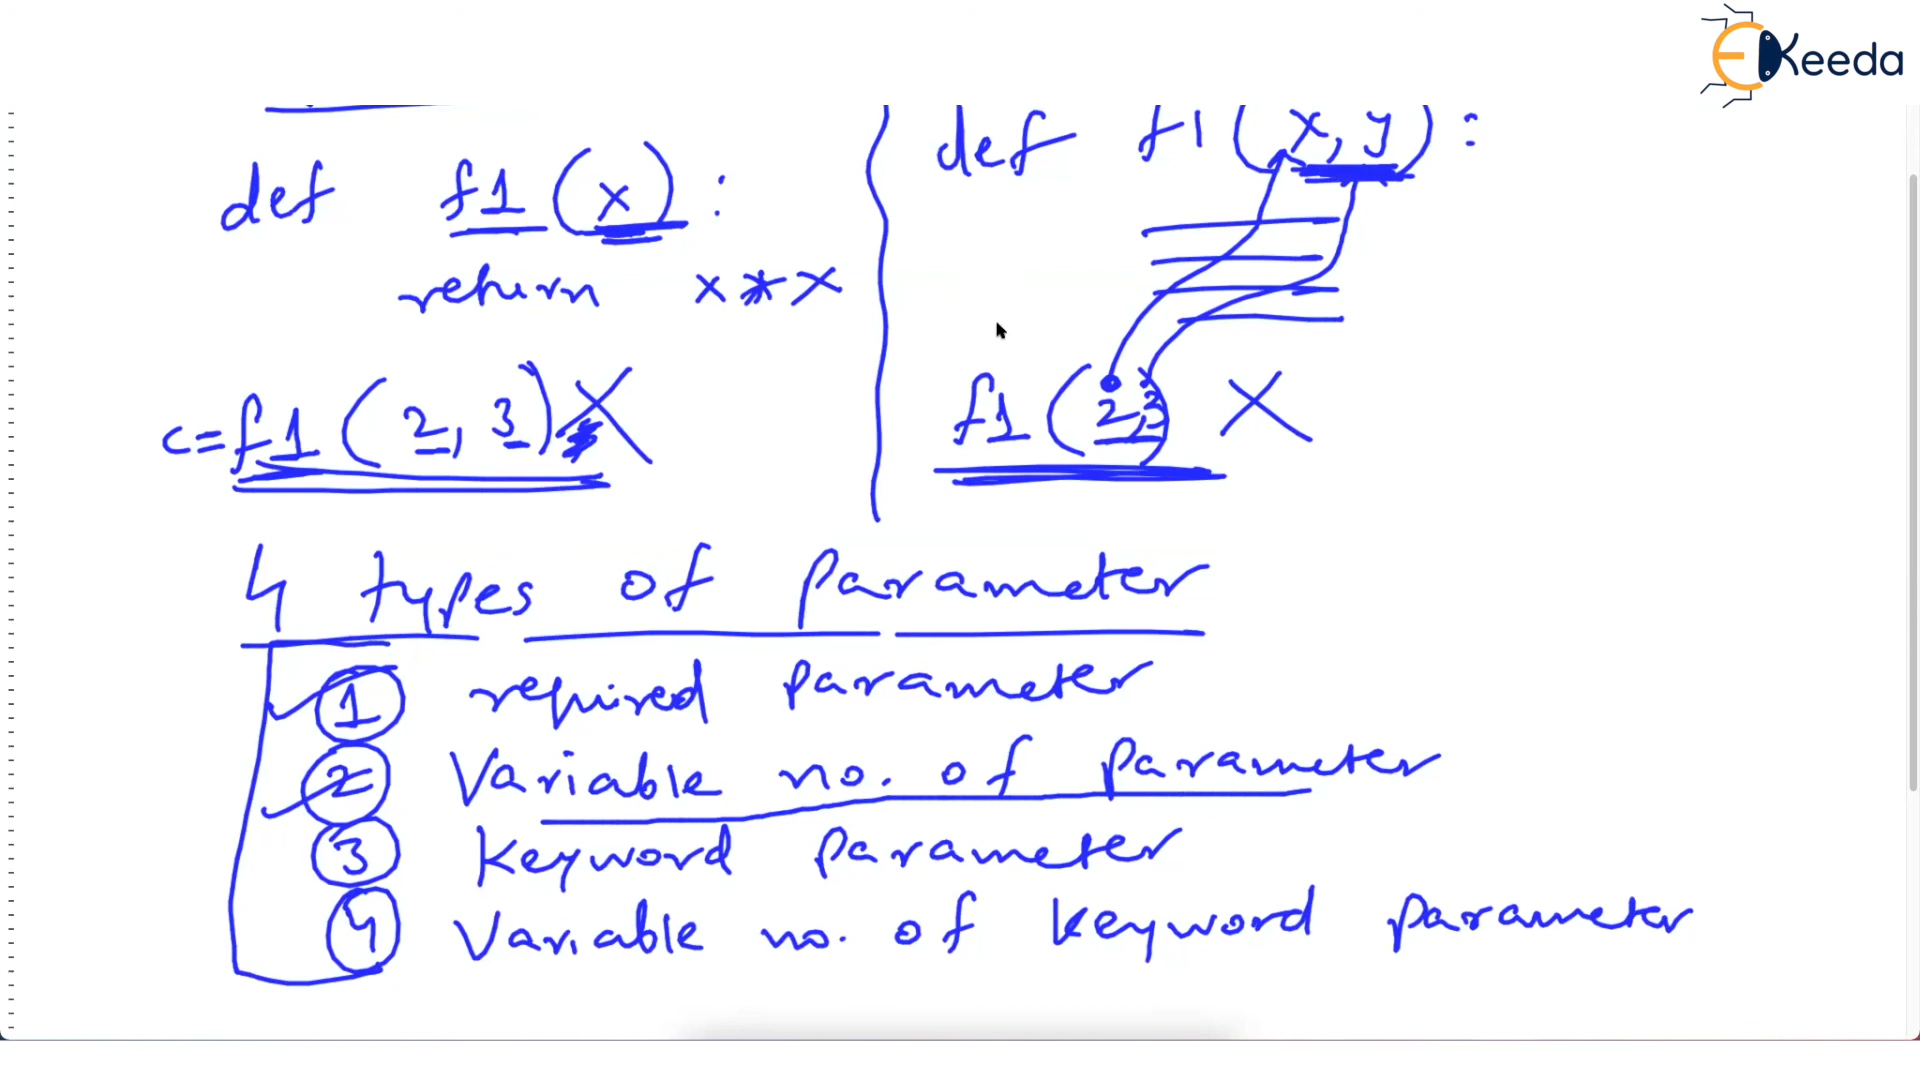 EKeeda
def f1(x):
return x*x
c=f1(2,3)
def f1(x,y):
f1(2,3)
4 types of parameter
1 required parameter
2 Variable no. of parameter
3 Keyword parameter
4 Variable no. of keyword parameter